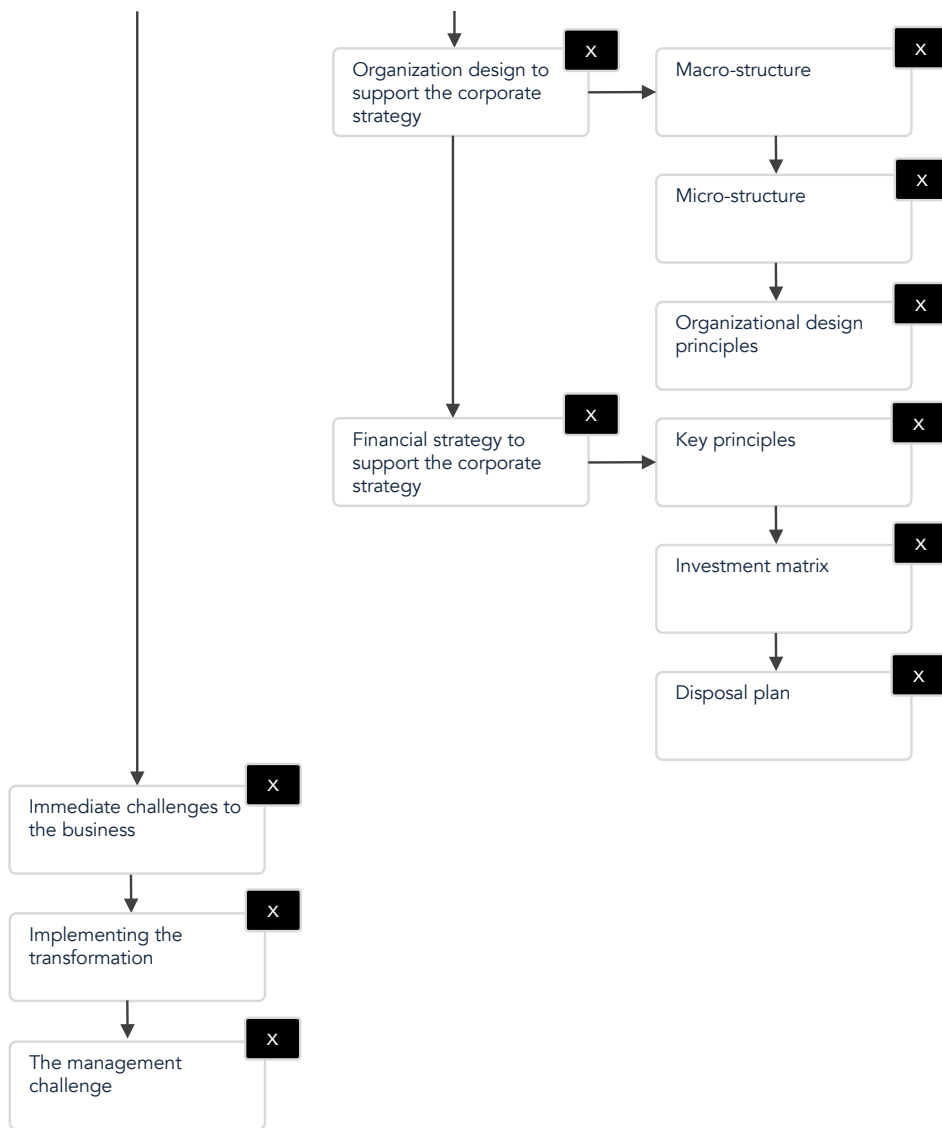 X
Organization design to
support the corporate
strategy
X
Macro-structure
X
Micro-structure
X
Organizational design
principles
X
Financial strategy to
support the corporate
strategy
X
Key principles
X
Investment matrix
X
Disposal plan
X
Immediate challenges to
the business
X
Implementing the
transformation
X
The management
challenge